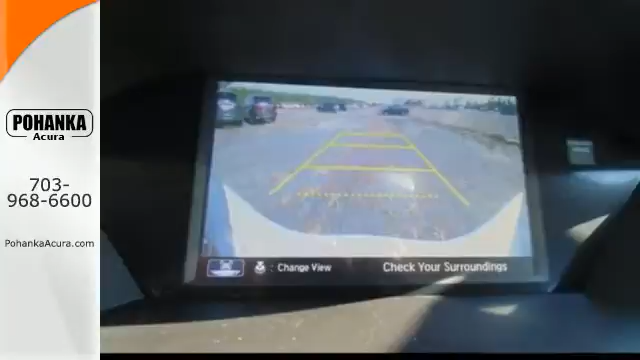 POHANKA
Acura
703-
968-6600
PohankaAcura.com
: Change View
Check Your Surroundings